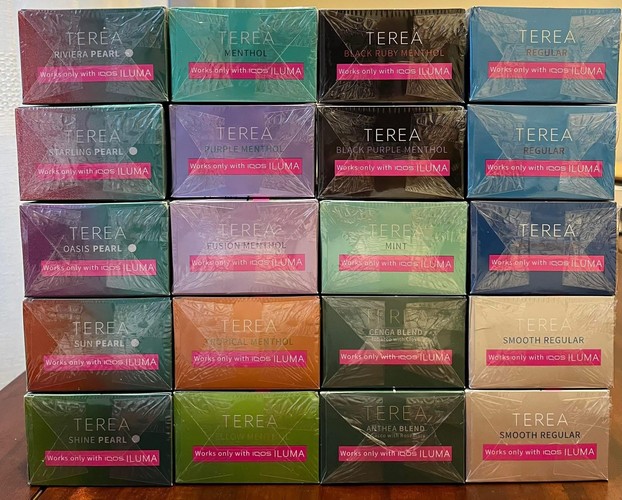 TEREA
RIVIERA PEARL
Works only with IQOS ILUMA
TEREA
MENTHOL
Works only with IQOS ILUMA
TEREA
BLACK RUBY MENTHOL
Works only with IQOS ILUMA
TEREA
REGULAR
Works only with IQOS ILUMA
TEREA
STARLING PEARL
Works only with IQOS ILUMA
TEREA
PURPLE MENTHOL
Works only with IQOS ILUMA
TEREA
BLACK PURPLE MENTHOL
Works only with IQOS ILUMA
TEREA
REGULAR
Works only with IQOS ILUMA
TEREA
OASIS PEARL
Works only with IQOS ILUMA
TEREA
FUSION MENTHOL
Works only with IQOS ILUMA
TEREA
MINT
Works only with IQOS ILUMA
TEREA
Works only with IQOS ILUMA
TEREA
SUN PEARL
Works only with IQOS ILUMA
TEREA
TROPICAL MENTHOL
Works only with IQOS ILUMA
TEREA
CENGA BLEND
Works only with IQOS ILUMA
TEREA
SMOOTH REGULAR
Works only with IQOS ILUMA
TEREA
SHINE PEARL
Works only with IQOS ILUMA
TEREA
Works only with IQOS ILUMA
TEREA
ANTHEA BLEND
Works only with IQOS ILUMA
TEREA
SMOOTH REGULAR
Works only with IQOS ILUMA